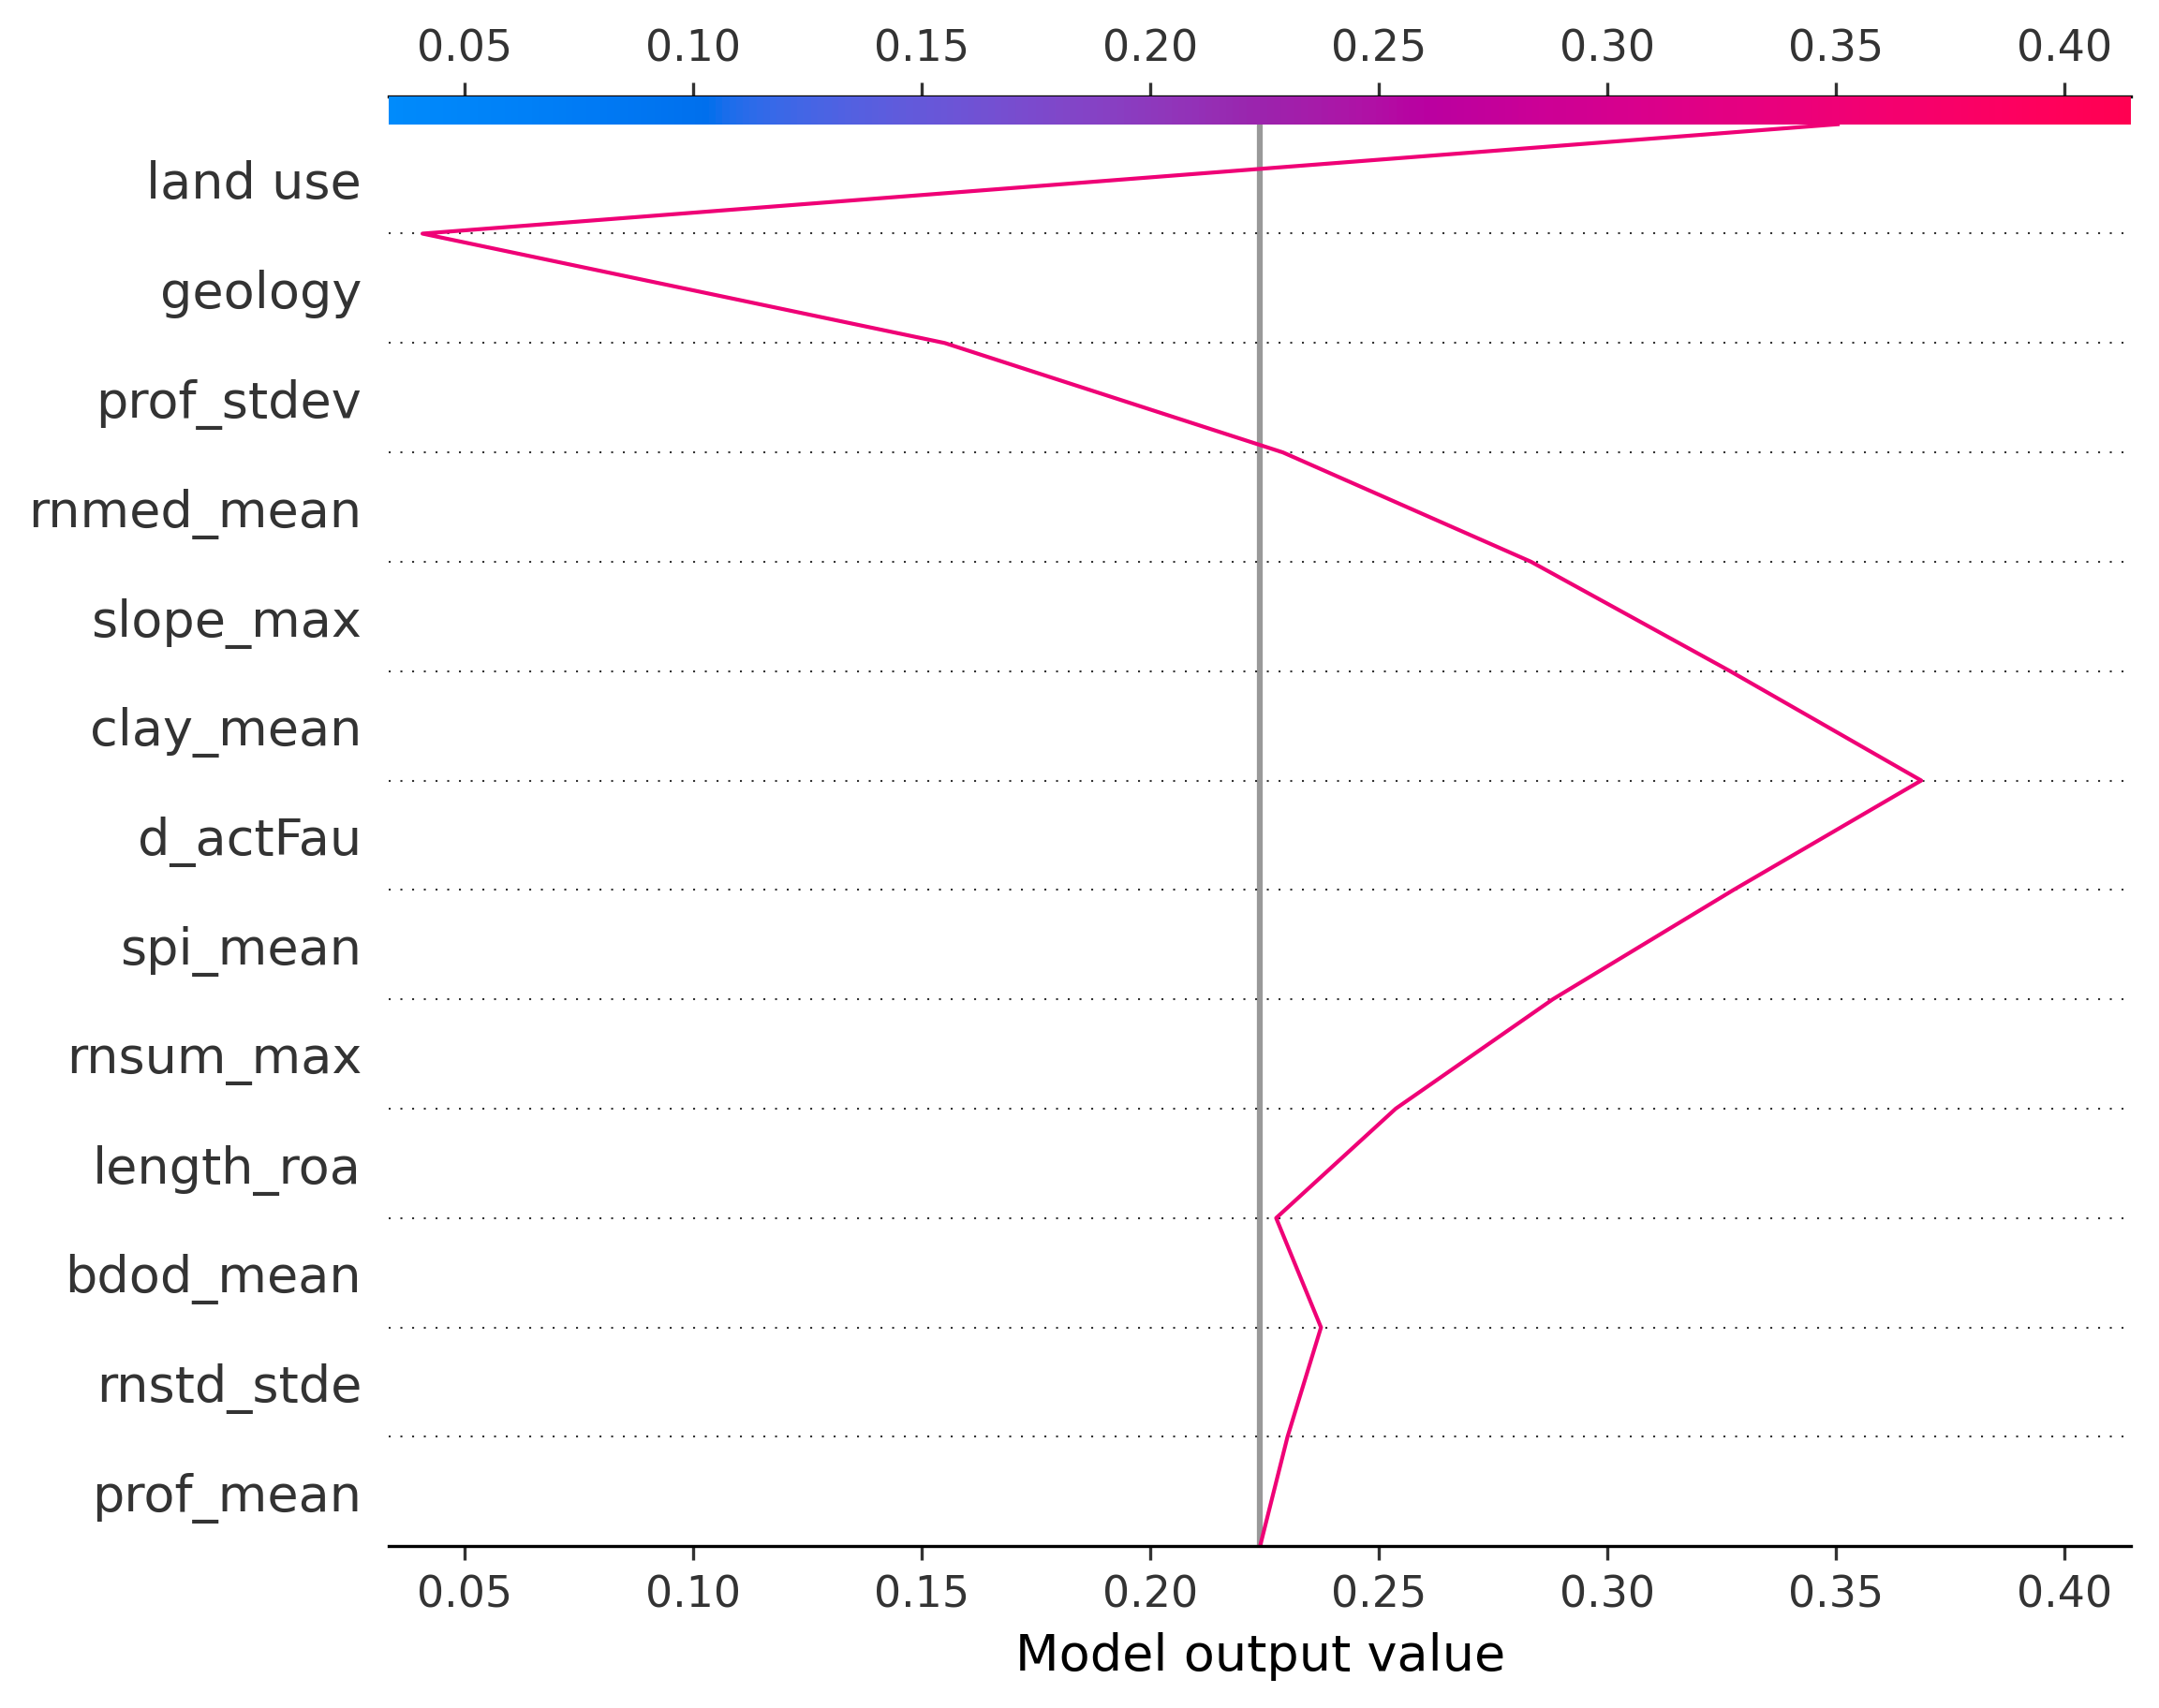 0.05 0.10 0.15 0.20 0.25 0.30 0.35 0.40
land use
geology
prof_stdev
rnmed_mean
slope_max
clay_mean
d_actFau
spi_mean
rnsum_max
length_roa
bdod_mean
rnstd_stde
prof_mean
0.05 0.10 0.15 0.20 0.25 0.30 0.35 0.40
Model output value